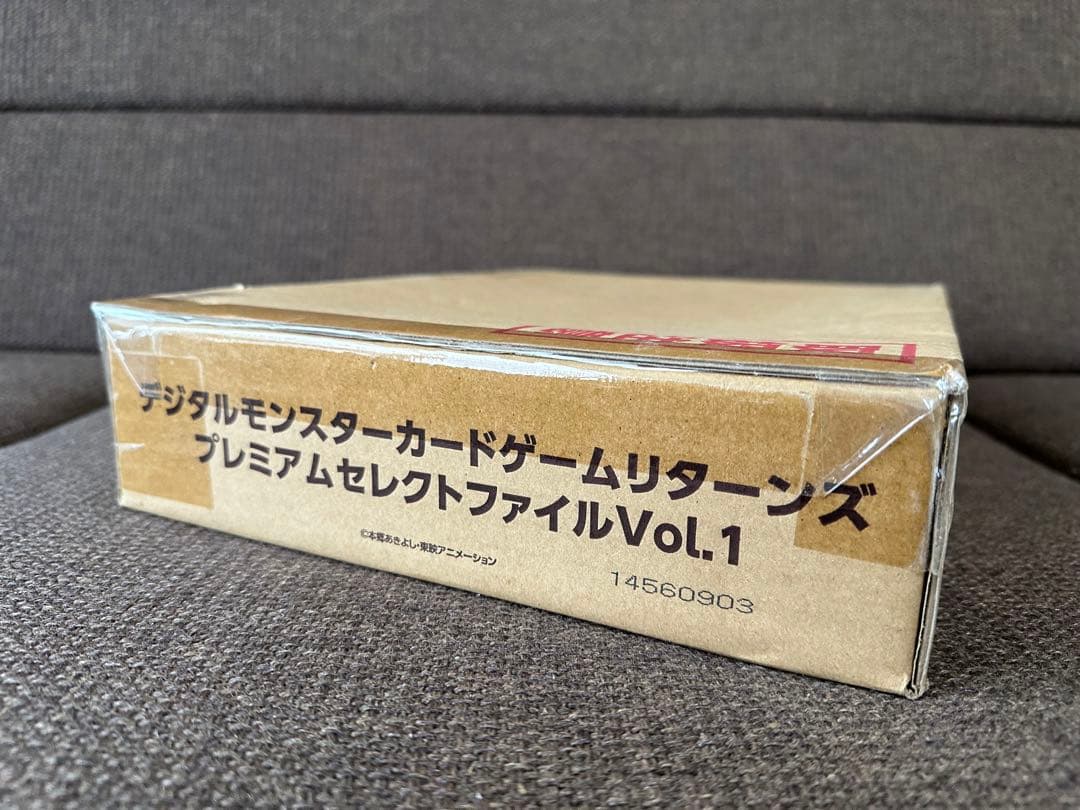 デジタルモンスターカードゲームリターンズ
プレミアムセレクトファイルVol.1
©本郷あきよし・東映アニメーション
14560903